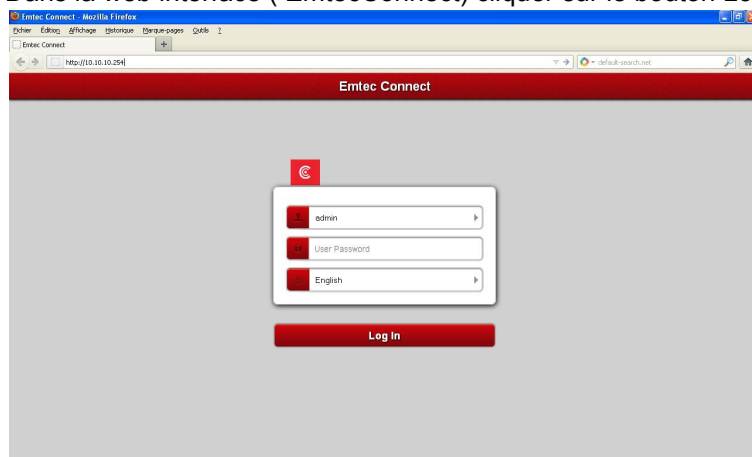 Dans la web interface ( EmtecConnect) cliquer sur le bouton
Emtec Connect - Mozilla Firefox
Fichier Édition Affichage Historique Marque-pages Outils ?
Emtec Connect
http://10.10.10.254
default-search.net
Emtec Connect
admin
User Password
English
Log In